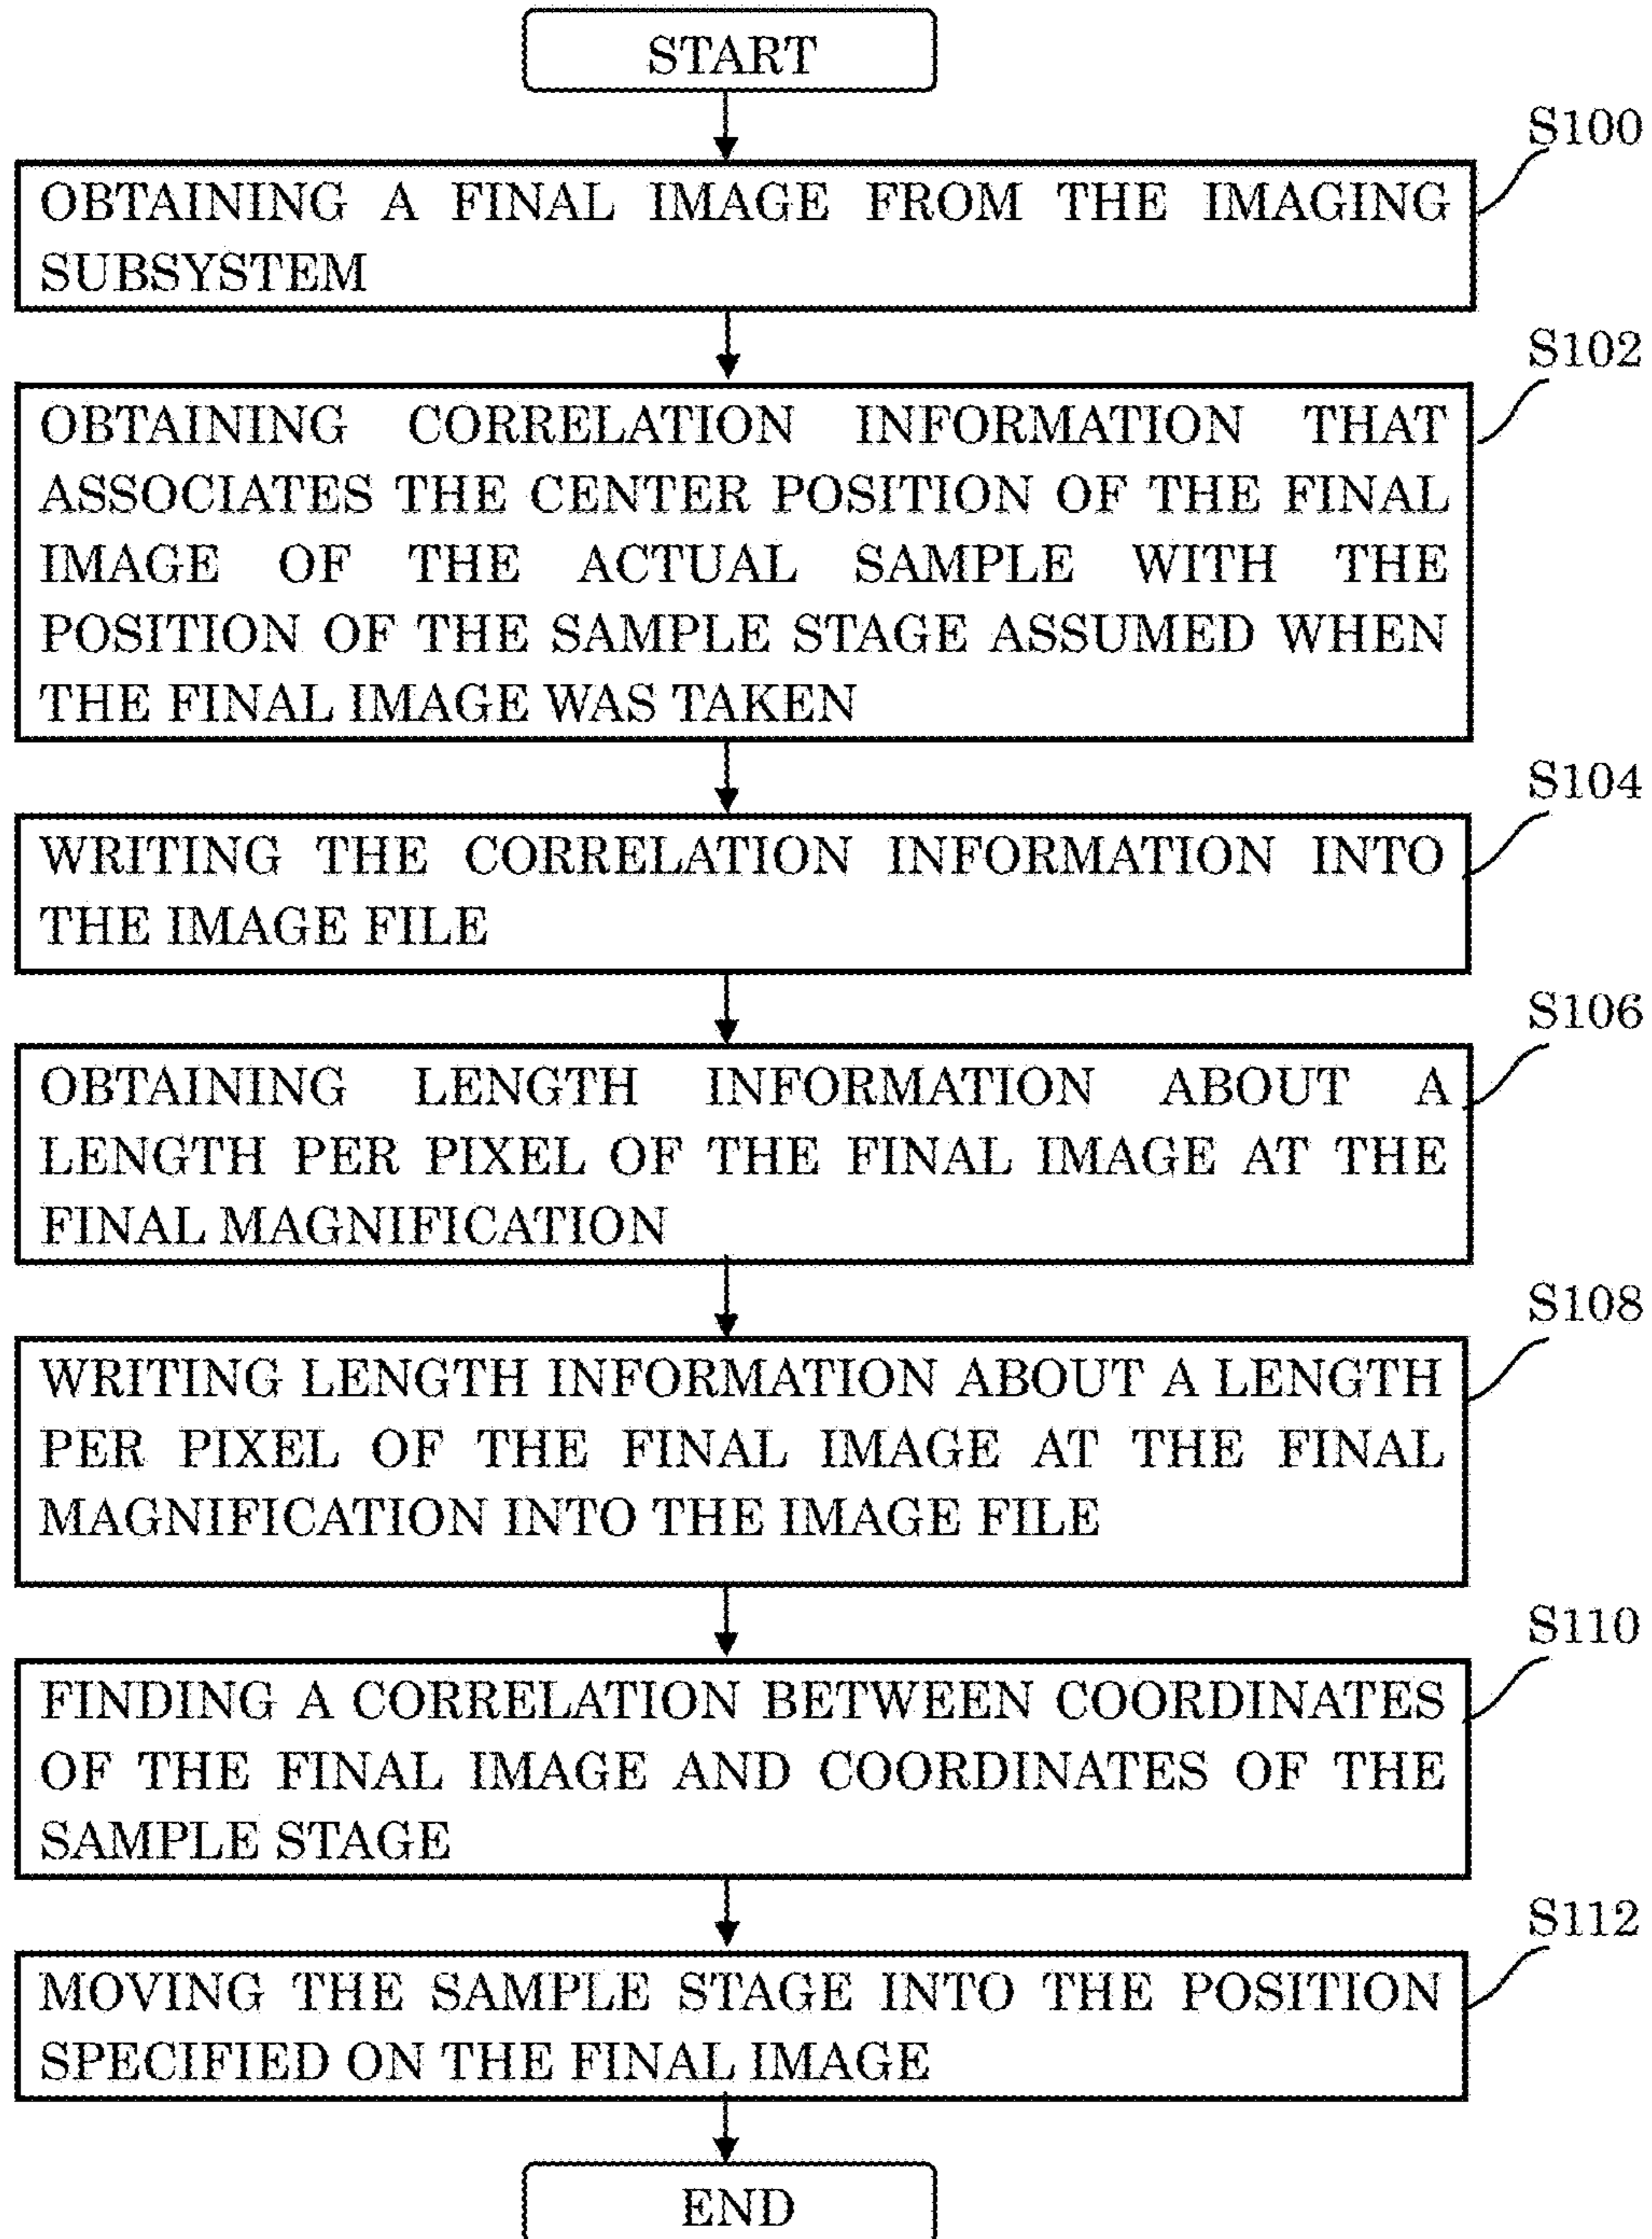 START
S100
OBTAINING A FINAL IMAGE FROM THE IMAGING
SUBSYSTEM
S102
OBTAINING CORRELATION INFORMATION THAT
ASSOCIATES THE CENTER POSITION OF THE FINAL
IMAGE OF THE ACTUAL SAMPLE WITH THE
POSITION OF THE SAMPLE STAGE ASSUMED WHEN
THE FINAL IMAGE WAS TAKEN
S104
WRITING THE CORRELATION INFORMATION INTO
THE IMAGE FILE
S106
OBTAINING LENGTH INFORMATION ABOUT A
LENGTH PER PIXEL OF THE FINAL IMAGE AT THE
FINAL MAGNIFICATION
S108
WRITING LENGTH INFORMATION ABOUT A LENGTH
PER PIXEL OF THE FINAL IMAGE AT THE FINAL
MAGNIFICATION INTO THE IMAGE FILE
S110
FINDING A CORRELATION BETWEEN COORDINATES
OF THE FINAL IMAGE AND COORDINATES OF THE
SAMPLE STAGE
S112
MOVING THE SAMPLE STAGE INTO THE POSITION
SPECIFIED ON THE FINAL IMAGE
END